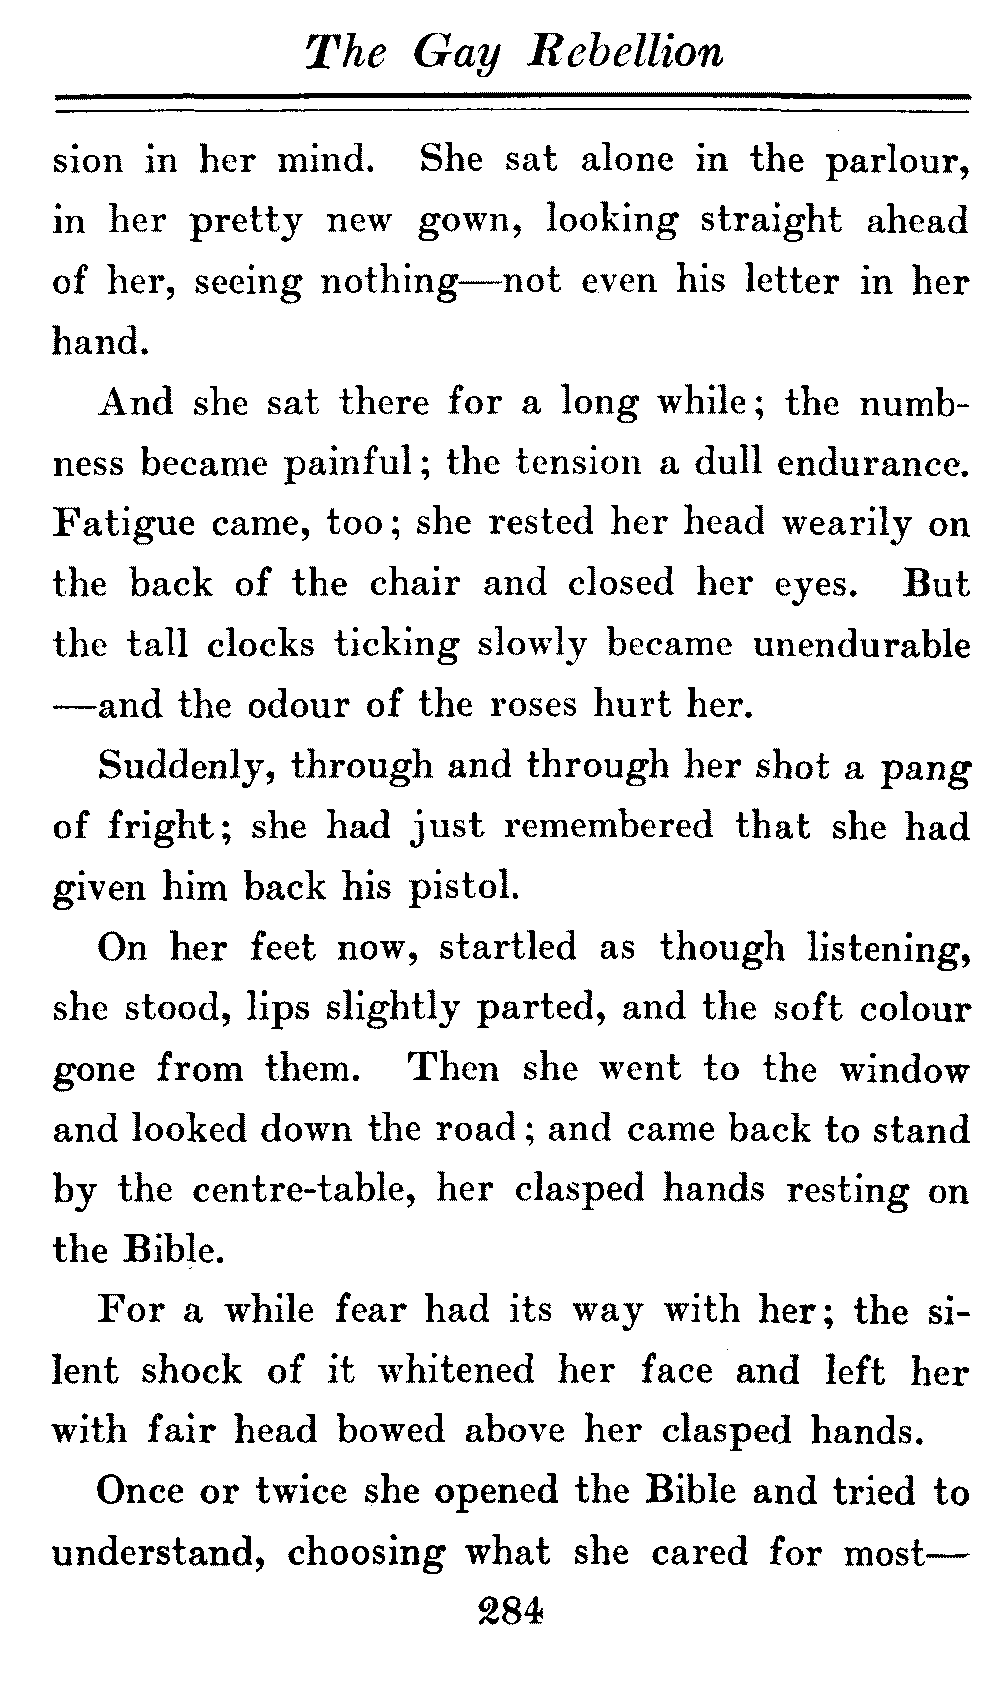 The Gay Rebellion
sion in her mind. She sat alone in the parlour,
in her pretty new gown, looking straight ahead
of her, seeing nothing—not even his letter in her
hand.
And she sat there for a long while; the numb-
ness became painful; the tension a dull endurance.
Fatigue came, too; she rested her head wearily on
the back of the chair and closed her eyes. But
the tall clocks ticking slowly became unendurable
—and the odour of the roses hurt her.
Suddenly, through and through her shot a pang
of fright; she had just remembered that she had
given him back his pistol.
On her feet now, startled as though listening,
she stood, lips slightly parted, and the soft colour
gone from them. Then she went to the window
and looked down the road; and came back to stand
by the centre-table, her clasped hands resting on
the Bible.
For a while fear had its way with her; the si-
lent shock of it whitened her face and left her
with fair head bowed above her clasped hands.
Once or twice she opened the Bible and tried to
understand, choosing what she cared for most—
284